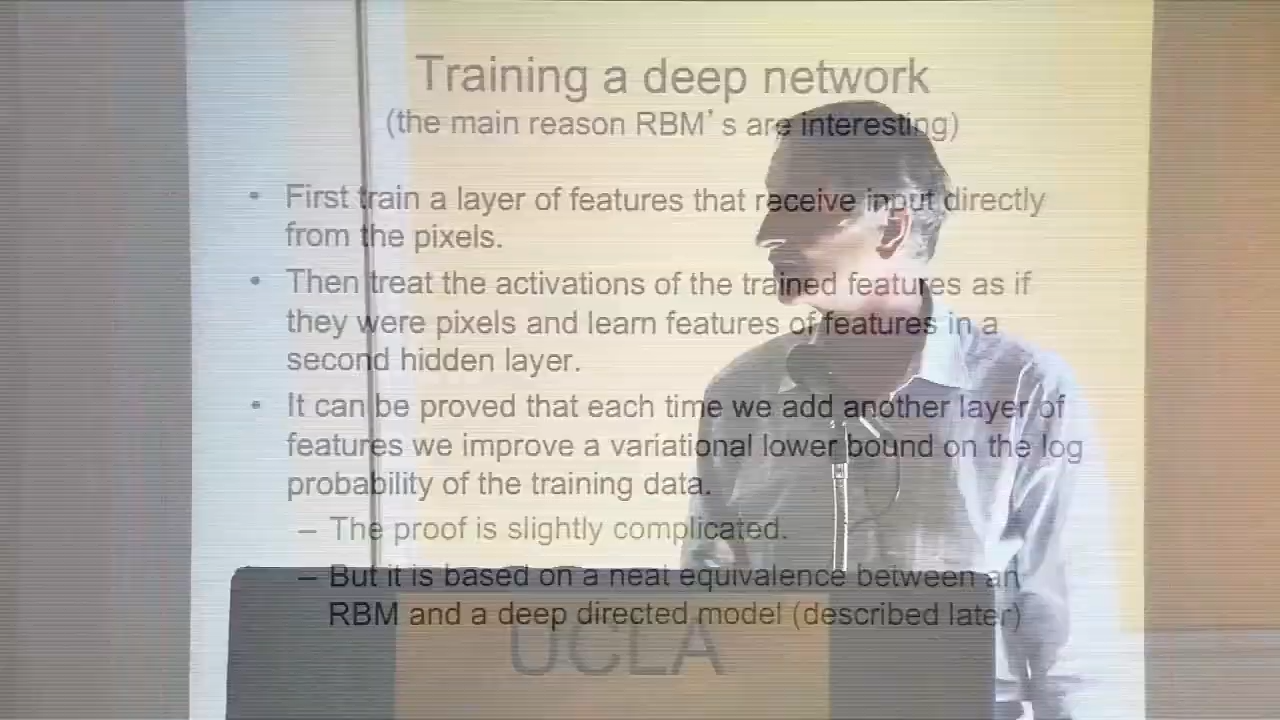 Training a deep network
(the main reason RBM's are interesting)
• First train a layer of features that receive input directly
from the pixels.
• Then treat the activations of the trained features as if
they were pixels and learn features of features in a
second hidden layer.
• It can be proved that each time we add another layer of
features we improve a variational lower bound on the log
probability of the training data.
– The proof is slightly complicated.
– But it is based on a neat equivalence between an
RBM and a deep directed model (described later)
UCLA